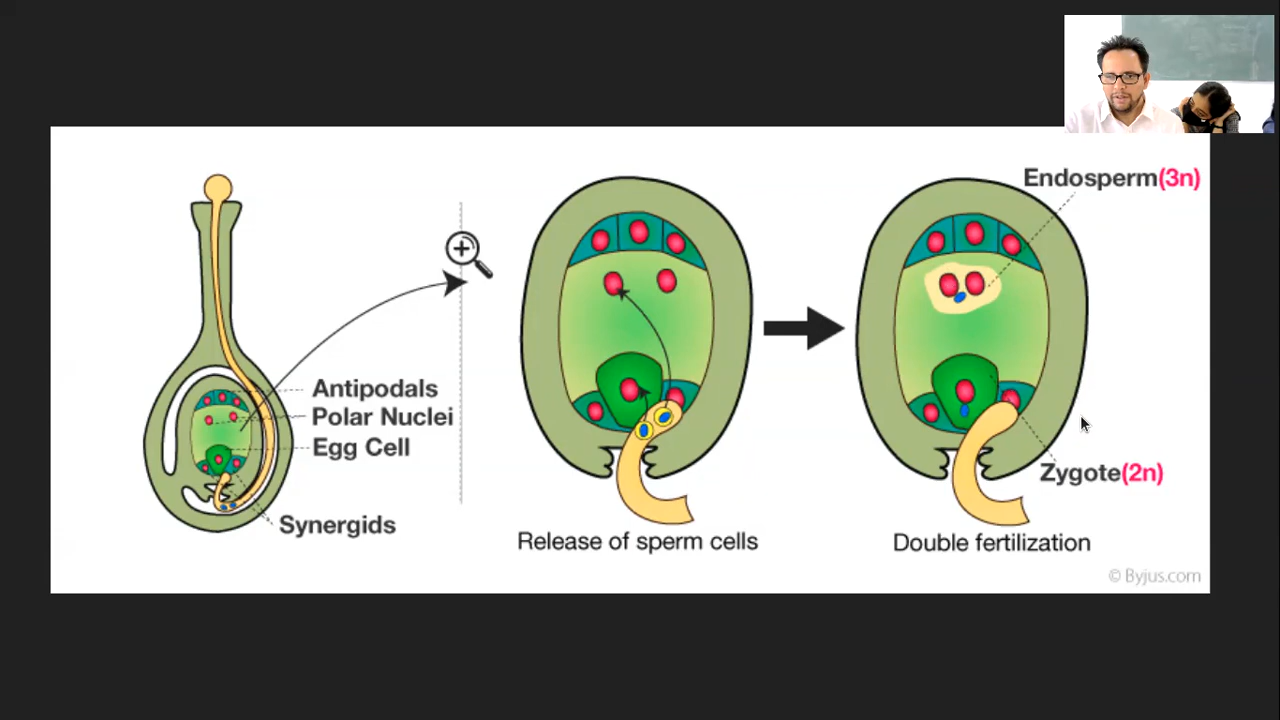 Endosperm(3n)
Antipodals
Polar Nuclei
Egg Cell
Synergids
Zygote(2n)
Release of sperm cells
Double fertilization
© Byjus.com